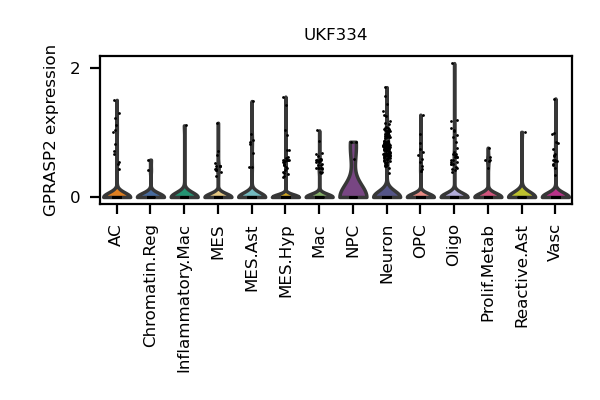 UKF334
GPRASP2 expression
2
0
AC
Chromatin.Reg
Inflammatory.Mac
MES
MES.Ast
MES.Hyp
Mac
NPC
Neuron
OPC
Oligo
Prolif.Metab
Reactive.Ast
Vasc